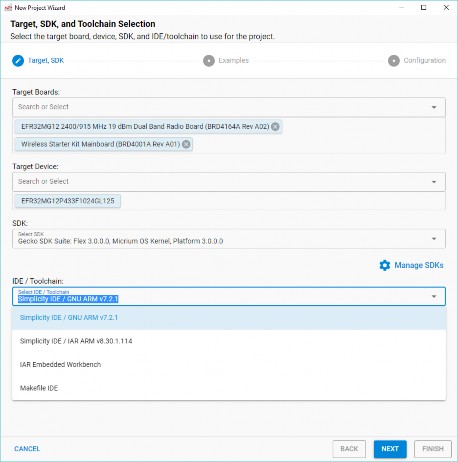 New Project Wizard
Target, SDK, and Toolchain Selection
Select the target board, device, SDK, and IDE/toolchain to use for the project.
Target, SDK
Examples
Configuration
Target Boards:
Search or Select
EFR32MG12 2400/915 MHz 19 dBm Dual Band Radio Board (BRD4164A Rev A02)
Wireless Starter Kit Mainboard (BRD4001A Rev A01)
Target Device:
Search or Select
EFR32MG12P433F1024GL125
SDK:
Select SDK
Gecko SDK Suite: Flex 3.0.0.0, Micrium OS Kernel, Platform 3.0.0.0
Manage SDKs
IDE / Toolchain:
Select IDE / Toolchain
Simplicity IDE / GNU ARM v7.2.1
Simplicity IDE / GNU ARM v7.2.1
Simplicity IDE / IAR ARM v8.30.1.114
IAR Embedded Workbench
Makefile IDE
CANCEL
BACK
NEXT
FINISH